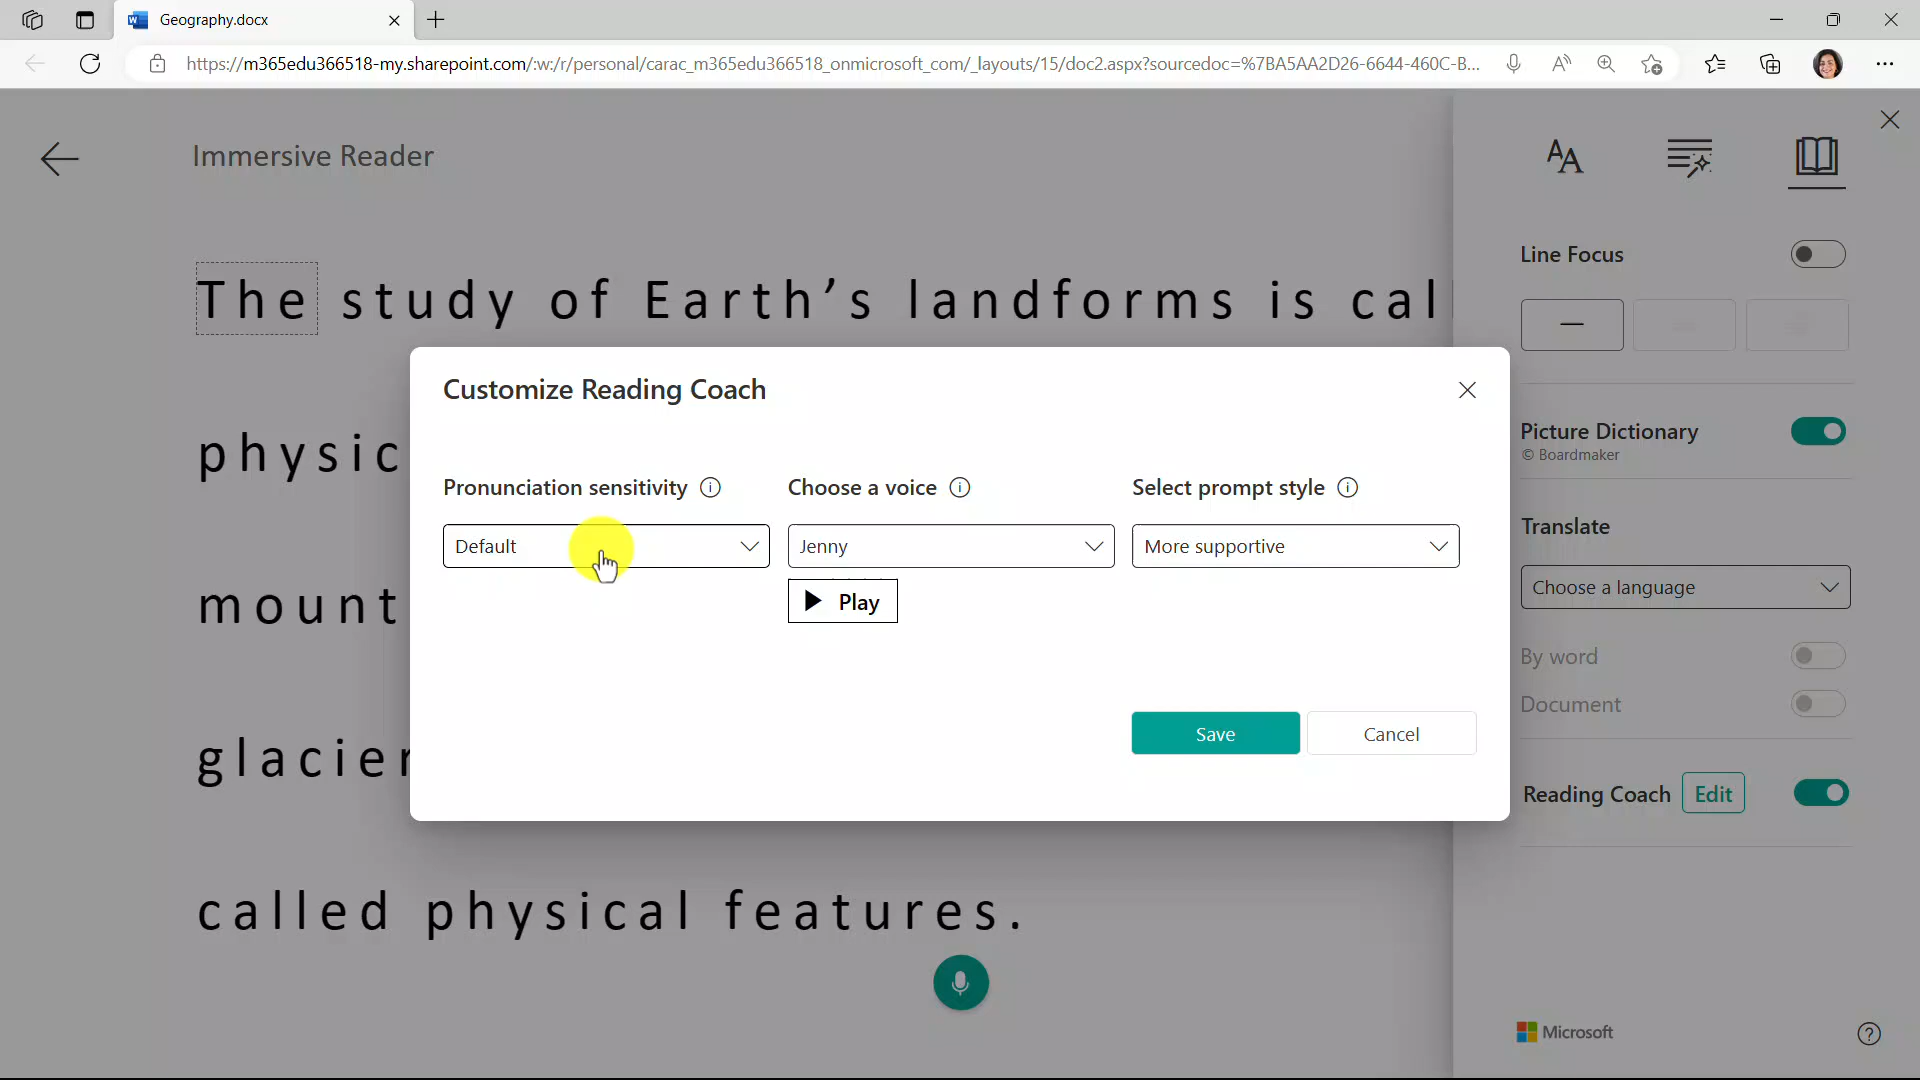 Geography.docx
https://m365edu366518-my.sharepoint.com/:w:/r/personal/carac_m365edu366518_onmicrosoft_com/_layouts/15/doc2.aspx?sourcedoc=%7BA5AA2D26-6644-460C-B...
Immersive Reader
The study of Earth’s landforms is cal
physic
mount
glacier
called physical features.
Customize Reading Coach
Pronunciation sensitivity
Default
Choose a voice
Jenny
Play
Select prompt style
More supportive
Save
Cancel
Line Focus
Picture Dictionary
© Boardmaker
Translate
Choose a language
By word
Document
Reading Coach
Edit
Microsoft